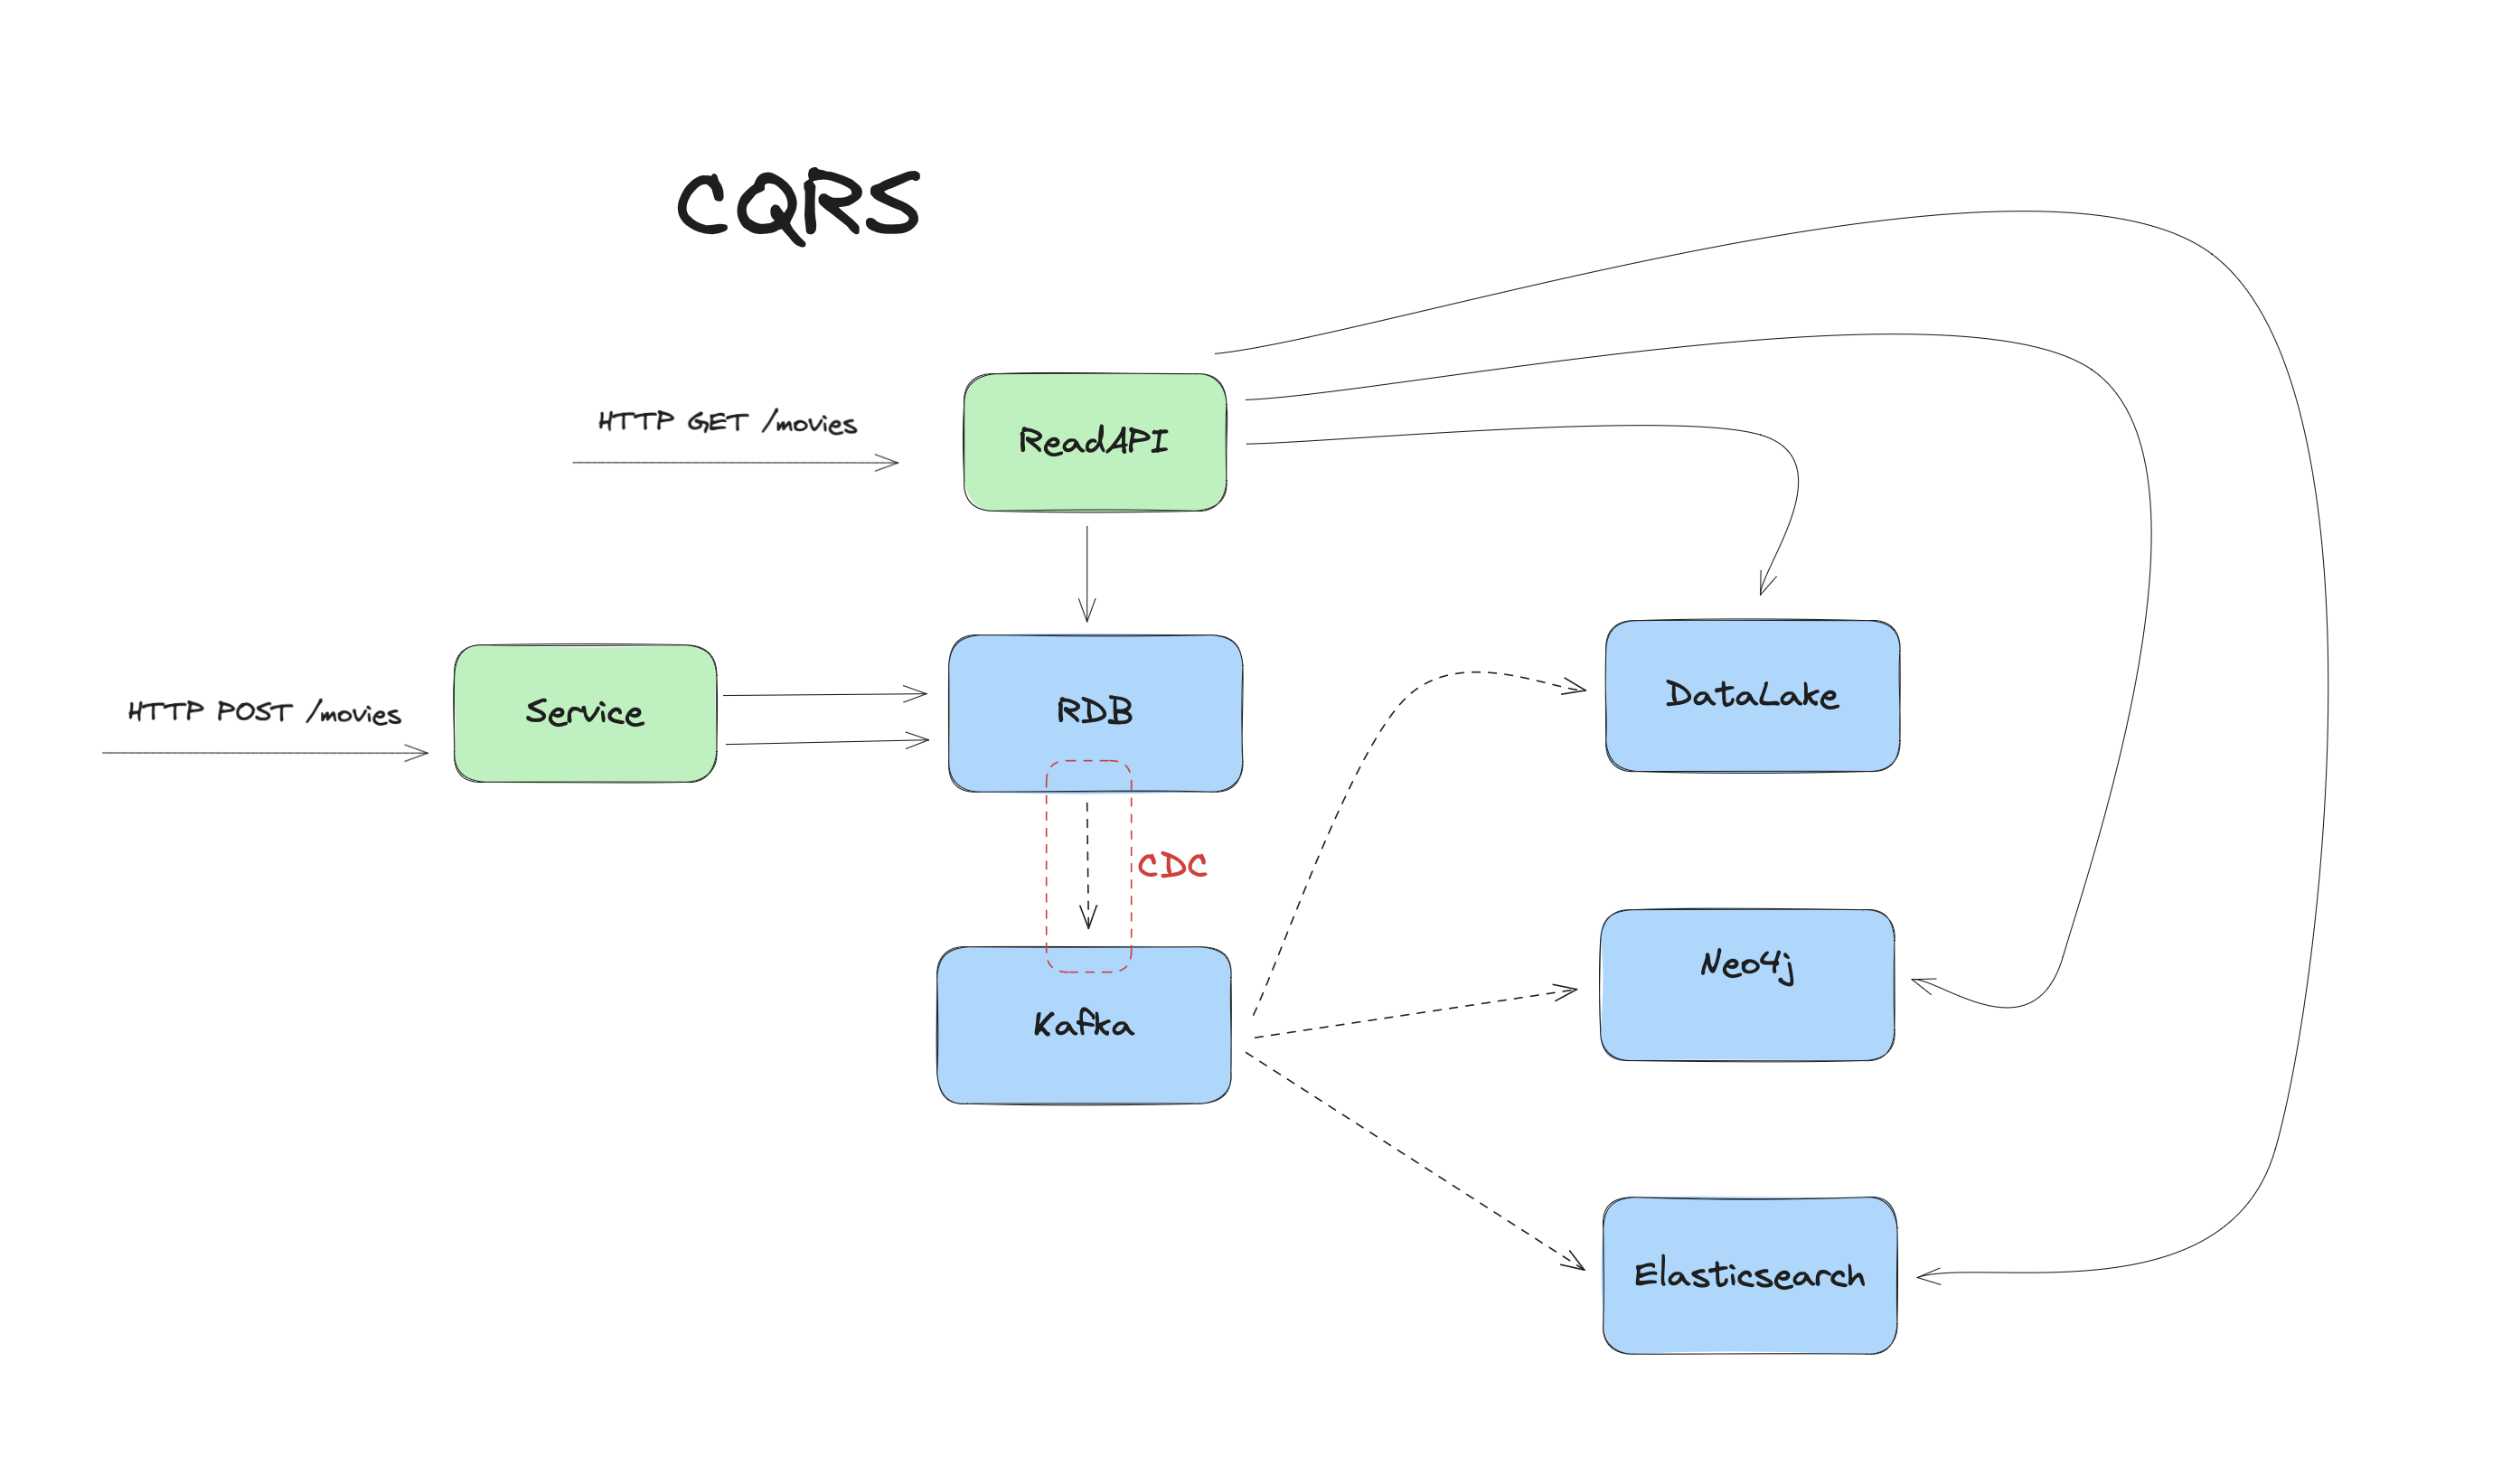 CQRS
HTTP GET /movies
ReadAPI
HTTP POST /movies
Service
RDB
DataLake
CDC
Neo4j
Kafka
Elasticsearch